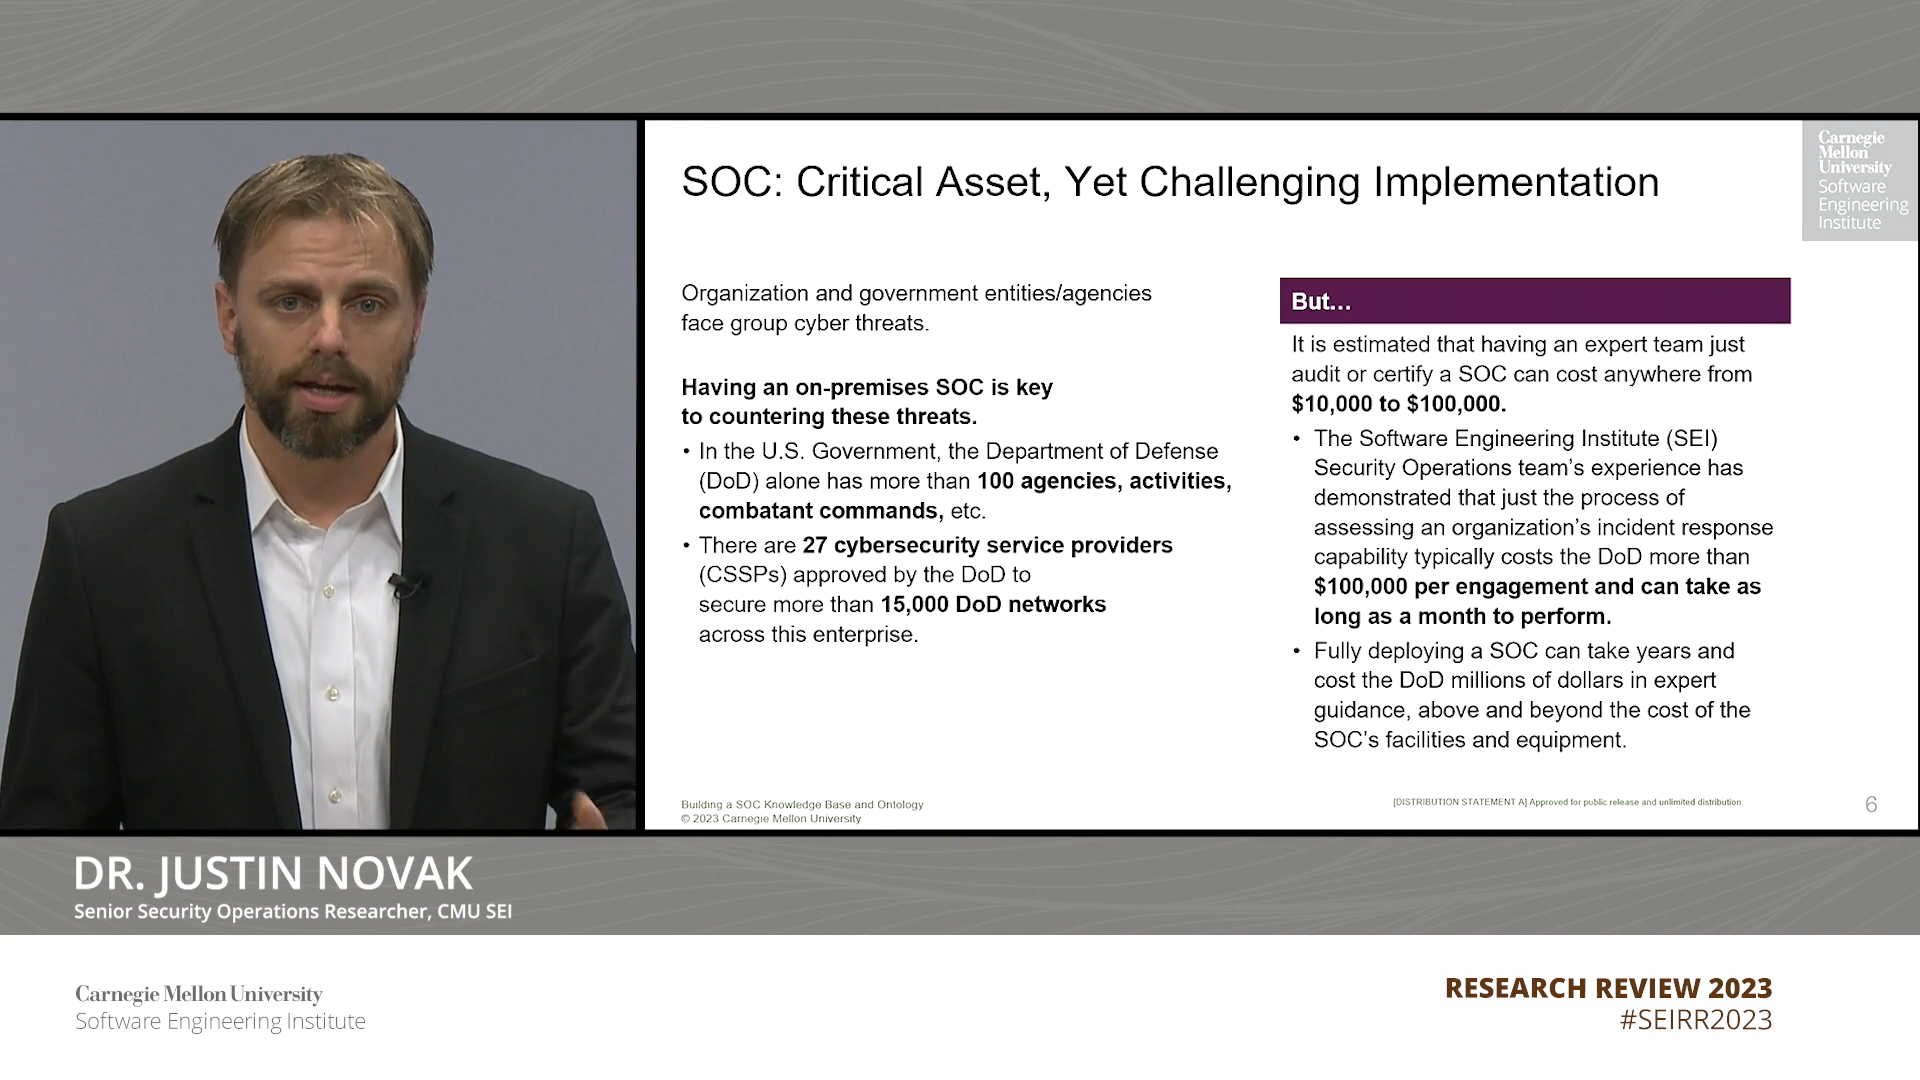 Carnegie
Mellon
University
Software
Engineering
Institute
SOC: Critical Asset, Yet Challenging Implementation
Organization and government entities/agencies
face group cyber threats.
Having an on-premises SOC is key
to countering these threats.
• In the U.S. Government, the Department of Defense
(DoD) alone has more than 100 agencies, activities,
combatant commands, etc.
• There are 27 cybersecurity service providers
(CSSPs) approved by the DoD to
secure more than 15,000 DoD networks
across this enterprise.
But...
It is estimated that having an expert team just
audit or certify a SOC can cost anywhere from
$10,000 to $100,000.
• The Software Engineering Institute (SEI)
Security Operations team's experience has
demonstrated that just the process of
assessing an organization's incident response
capability typically costs the DoD more than
$100,000 per engagement and can take as
long as a month to perform.
• Fully deploying a SOC can take years and
cost the DoD millions of dollars in expert
guidance, above and beyond the cost of the
SOC's facilities and equipment.
Building a SOC Knowledge Base and Ontology
© 2023 Carnegie Mellon University
[DISTRIBUTION STATEMENT A] Approved for public release and unlimited distribution.
6
DR. JUSTIN NOVAK
Senior Security Operations Researcher, CMU SEI
Carnegie Mellon University
Software Engineering Institute
RESEARCH REVIEW 2023
#SEIRR2023